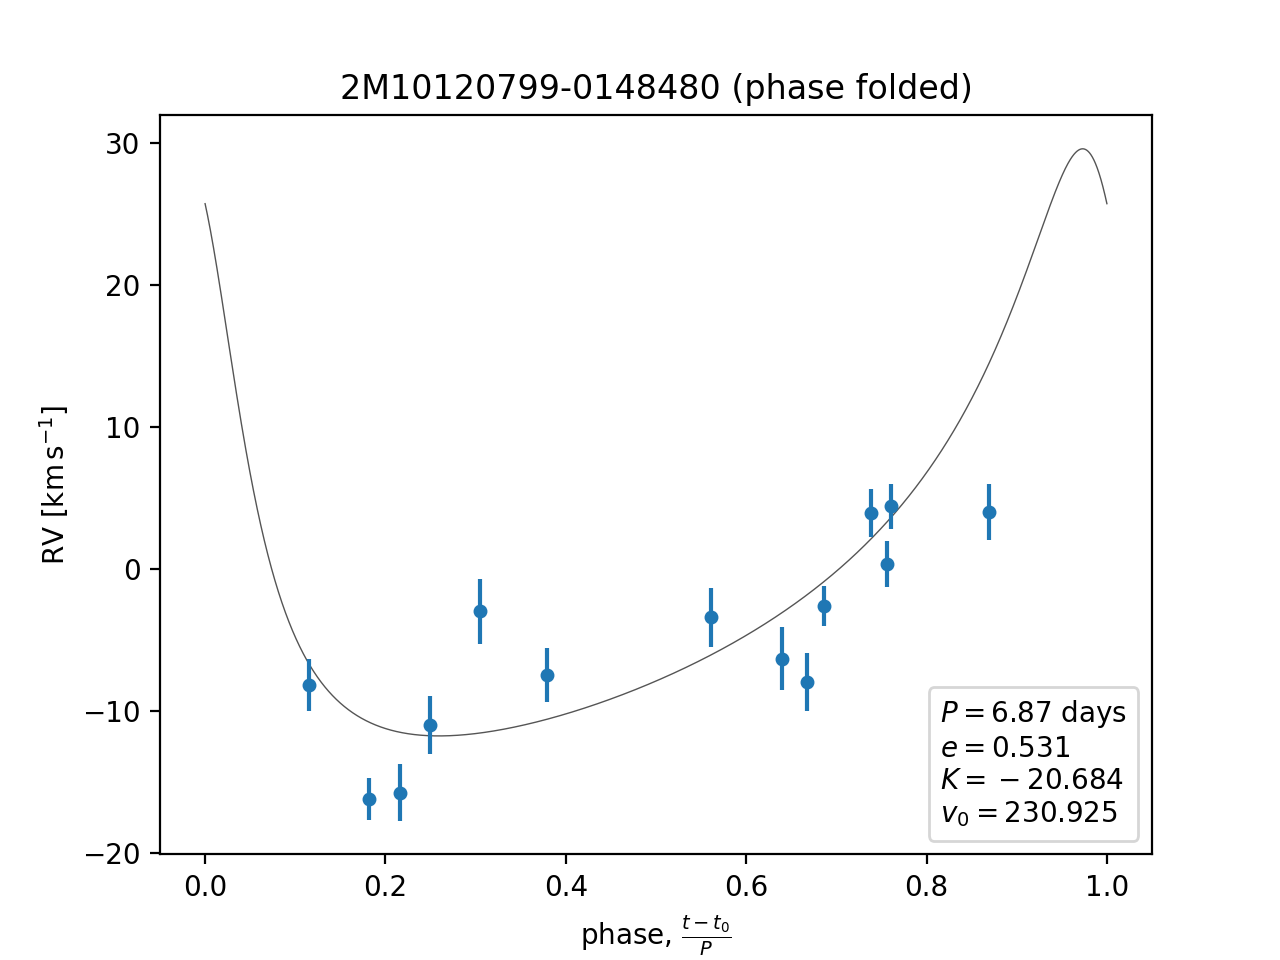 2M10120799-0148480 (phase folded)
30
20
10
0
−10
−20
RV [km s⁻¹]
P = 6.87 days
e = 0.531
K = −20.684
v₀ = 230.925
0.0 0.2 0.4 0.6 0.8 1.0
phase, (t − t₀)/P